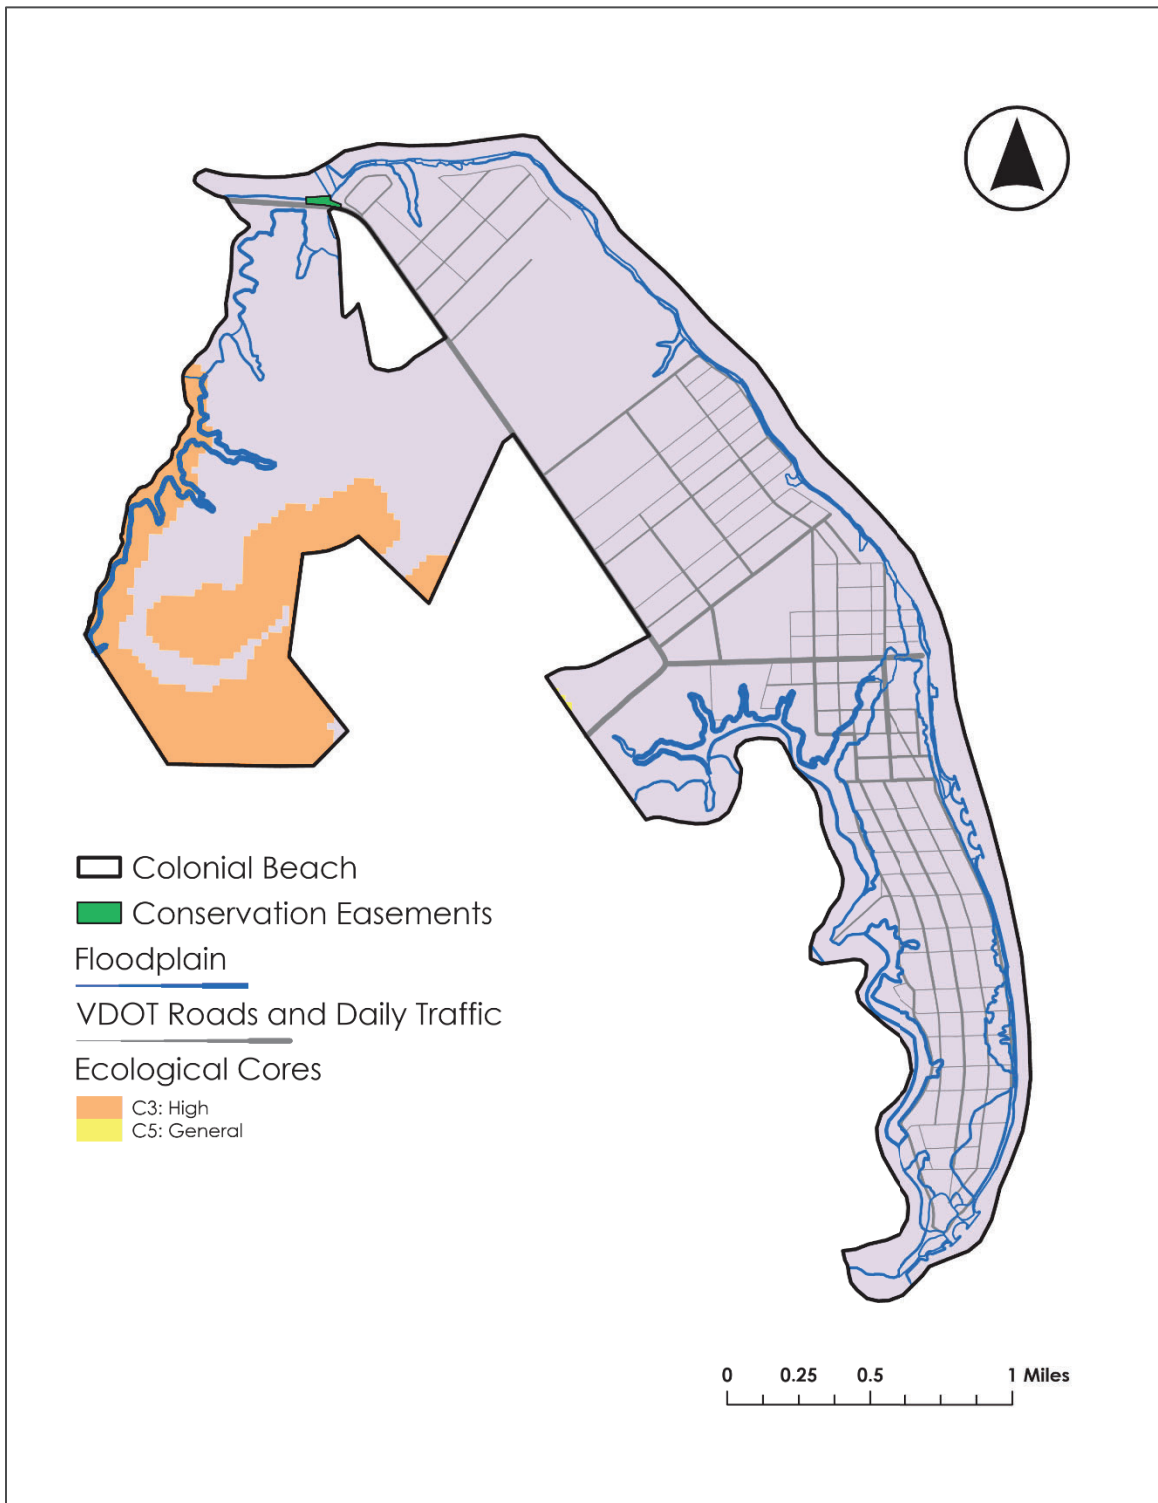 Colonial Beach
Conservation Easements
Floodplain
VDOT Roads and Daily Traffic
Ecological Cores
C3: High
C5: General
0 0.25 0.5 1 Miles